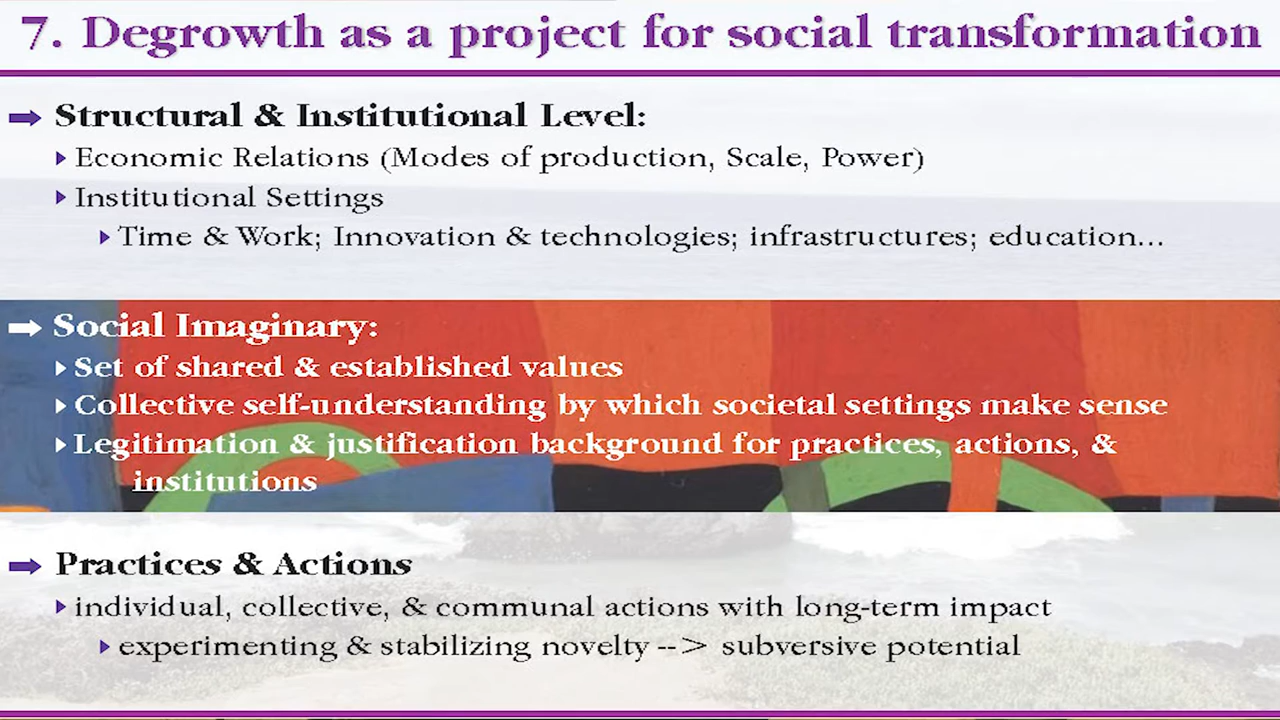 7. Degrowth as a project for social transformation
Structural & Institutional Level:
Economic Relations (Modes of production, Scale, Power)
Institutional Settings
Time & Work; Innovation & technologies; infrastructures; education...
Social Imaginary:
Set of shared & established values
Collective self-understanding by which societal settings make sense
Legitimation & justification background for practices, actions, &
institutions
Practices & Actions
individual, collective, & communal actions with long-term impact
experimenting & stabilizing novelty --> subversive potential